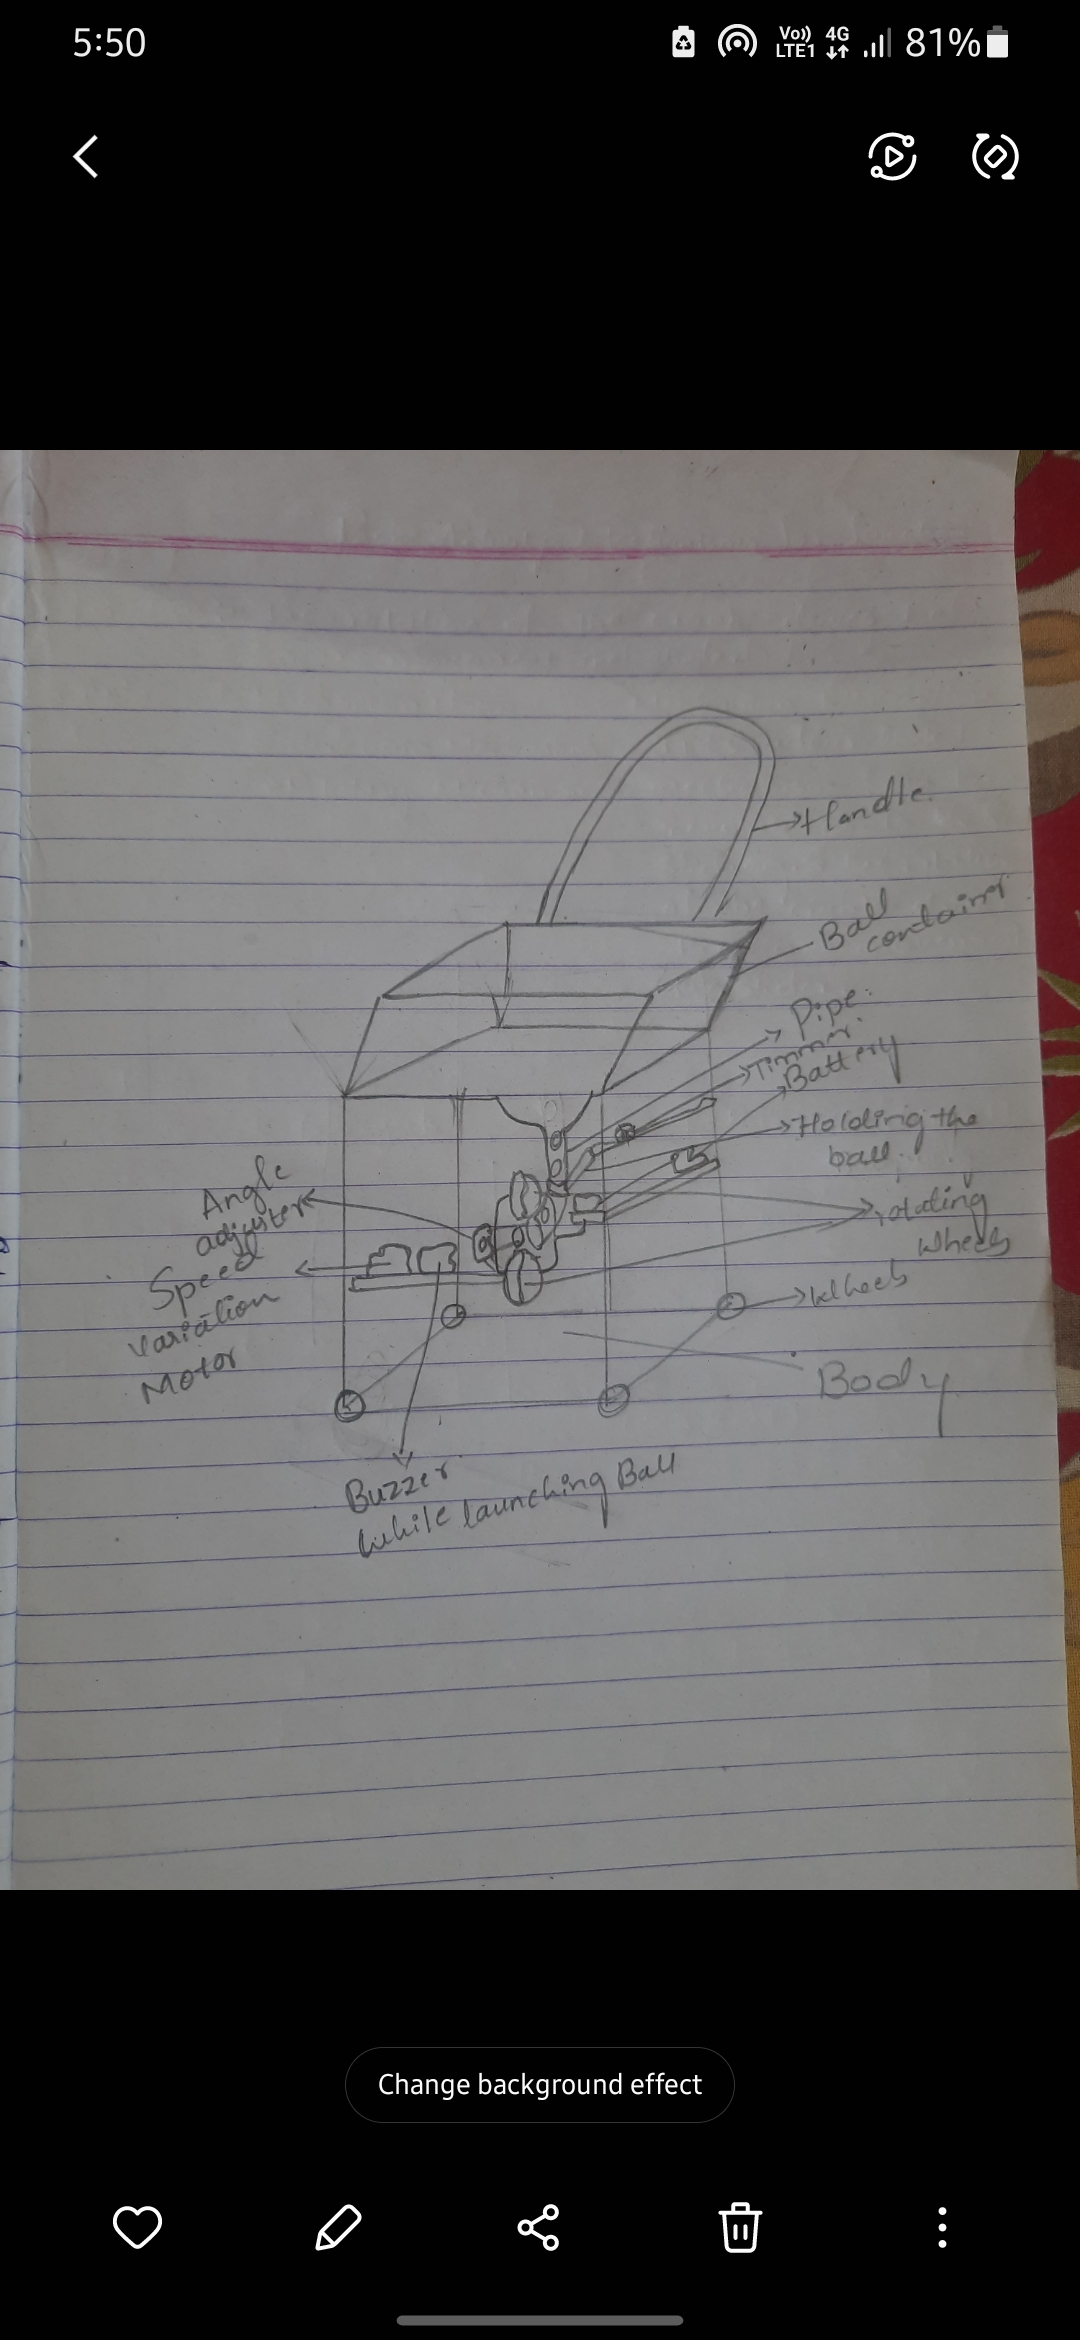 5:50
Vo)) LTE1 4G 81%
Handle.
Ball
container
Pipe.
Timmer.
Battery
Holding the
ball.
rotating
wheels
Wheels
Body
Angle
adjuster
Speed
variation
Motor
Buzzer
While launching Ball
Change background effect